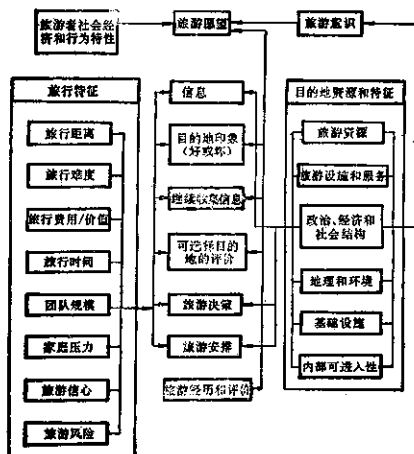 旅游者社会经
济和行为特性
旅游愿望
旅游意识
旅行特征
旅行距离
旅行难度
旅行费用/价值
旅行时间
团队规模
家庭压力
旅游信心
旅游风险
信息
目的地印象
(好或坏)
继续收集信息
可选择目的
地的评价
旅游决策
旅游安排
旅游经历和评价
目的地资源和特征
旅游资源
旅游设施和服务
政治、经济和
社会结构
地理和环境
基础设施
内部可进入性